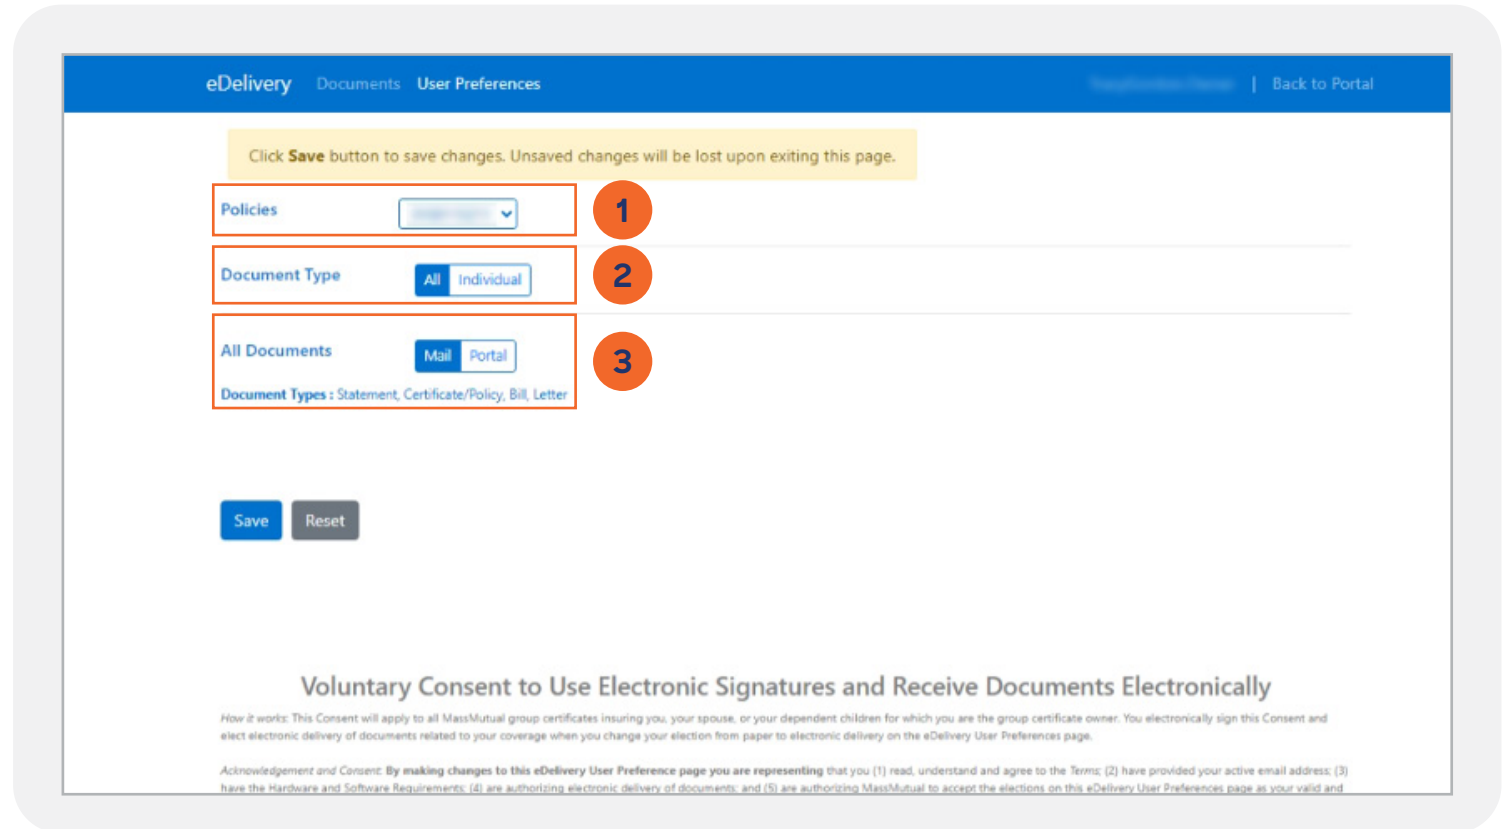 eDelivery Documents User Preferences | Back to Portal
Click Save button to save changes. Unsaved changes will be lost upon exiting this page.
Policies
1
Document Type All Individual
2
All Documents Mail Portal
3
Document Types : Statement, Certificate/Policy, Bill, Letter
Save Reset
Voluntary Consent to Use Electronic Signatures and Receive Documents Electronically
How it works: This Consent will apply to all MassMutual group certificates insuring you, your spouse, or your dependent children for which you are the group certificate owner. You electronically sign this Consent and
elect electronic delivery of documents related to your coverage when you change your election from paper to electronic delivery on the eDelivery User Preferences page.
Acknowledgement and Consent: By making changes to this eDelivery User Preference page you are representing that you (1) read, understand and agree to the Terms; (2) have provided your active email address; (3)
have the Hardware and Software Requirements; (4) are authorizing electronic delivery of documents; and (5) are authorizing MassMutual to accept the elections on this eDelivery User Preferences page as your valid and